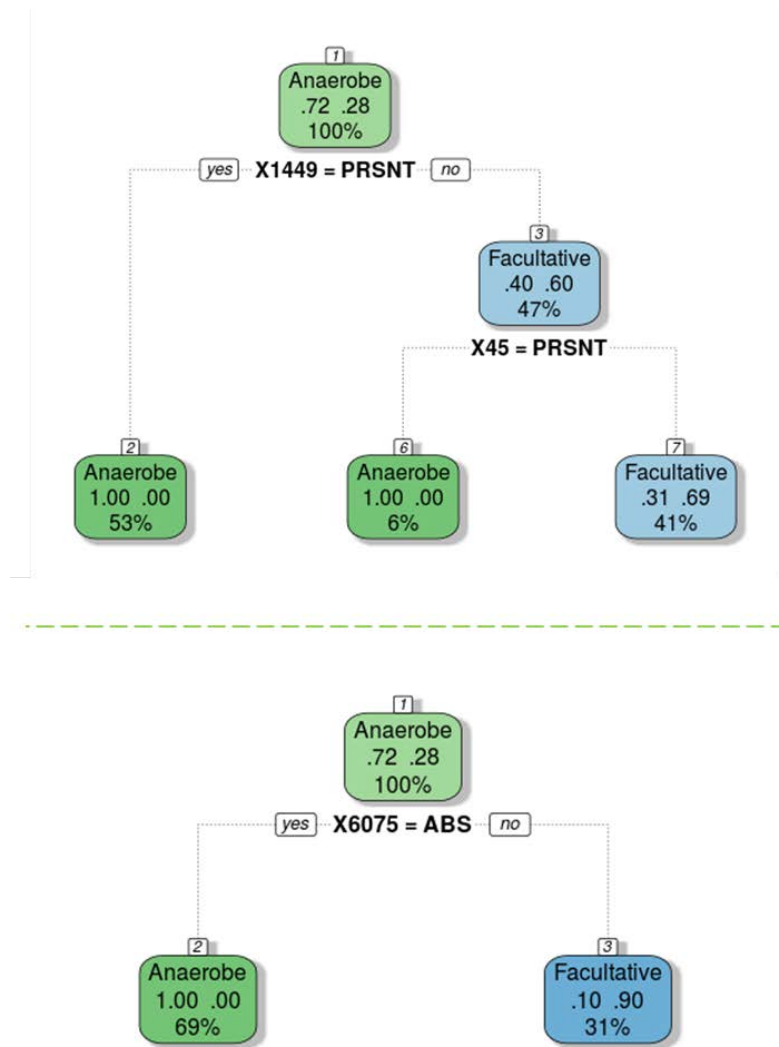 1
Anaerobe
.72 .28
100%
yes X1449 = PRSNT no
3
Facultative
.40 .60
47%
X45 = PRSNT
2
Anaerobe
1.00 .00
53%
6
Anaerobe
1.00 .00
6%
7
Facultative
.31 .69
41%
1
Anaerobe
.72 .28
100%
yes X6075 = ABS no
2
Anaerobe
1.00 .00
69%
3
Facultative
.10 .90
31%